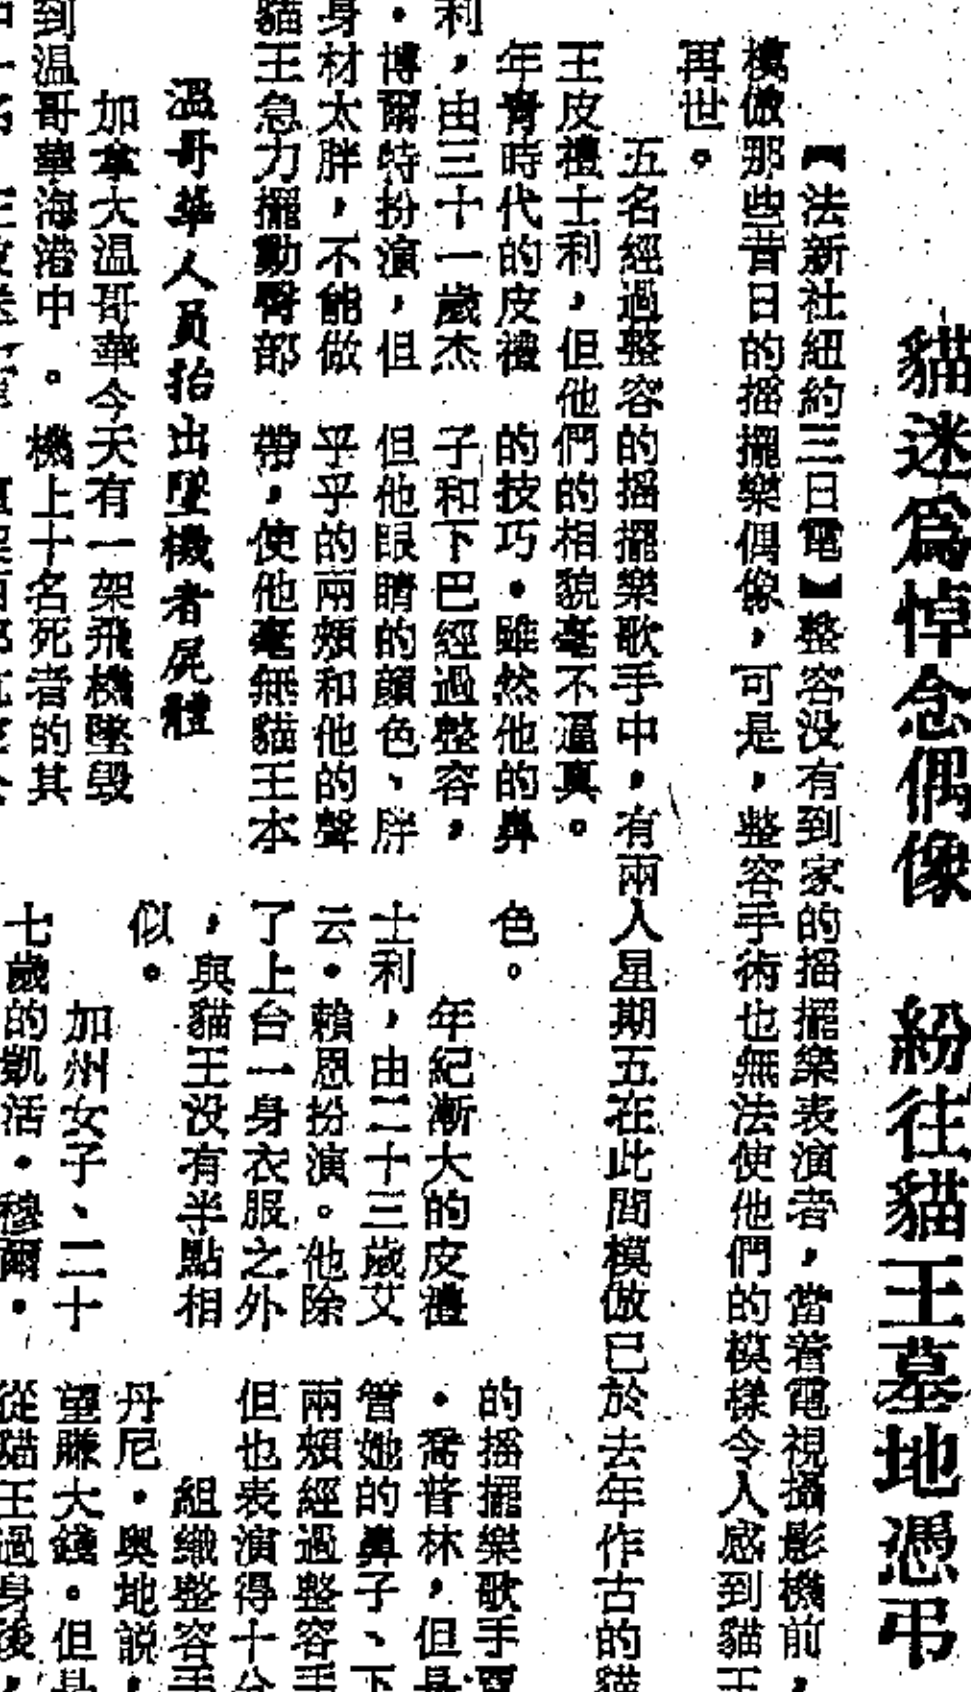 貓迷爲悼念偶像　紛往貓王墓地憑弔
【法新社紐約三日電】整容没有到家的搖擺樂表演者，當着電視攝影機前，
模倣那些昔日的搖擺樂偶像，可是，整容手術也無法使他們的模樣令人感到貓王
再世。
五名經過整容的搖擺樂歌手中，有兩人星期五在此間模倣已於去年作古的貓
王皮禮士利，但他們的相貌毫不逼真。
年青時代的皮禮
利，由三十一歲杰
・博爾特扮演，但
身材太胖，不能做
貓王急力擺動臀部
的技巧・雖然他的鼻
子和下巴經過整容，
但他眼睛的顏色、胖
乎乎的兩頰和他的聲
帶，使他毫無貓王本
色。
年紀漸大的皮禮
士利，由二十三歲艾
云・賴恩扮演。他除
了上台一身衣服之外
，與貓王没有半點相
似。
加州女子、二十
七歲的凱活・穆爾・
的搖擺樂歌手
・喬普林，但是
管她的鼻子、下
兩頰經過整容手
但也表演得十分
組織整容手
丹尼・奥地説，
望賺大錢。但是
從貓王過身後，
溫哥華人員抬出墜機者屍體
加拿大温哥華今天有一架飛機墜毀
到温哥華海港中。機上十名死者的其